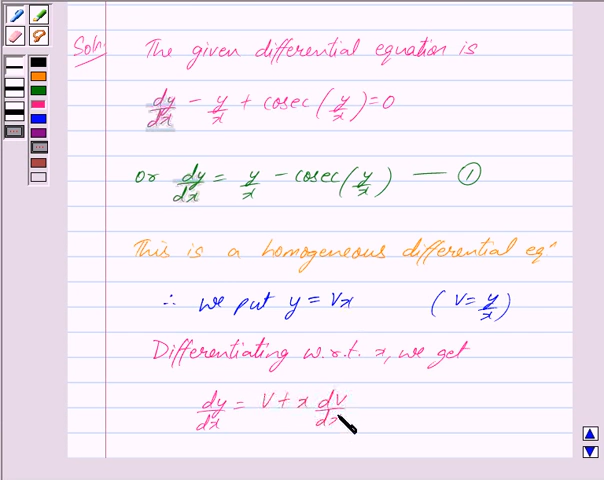 Soln. The given differential equation is
dy/dx - y/x + cosec(y/x) = 0
or dy/dx = y/x - cosec(y/x) — ①
This is a homogeneous differential eqn
∴ we put y = Vx (V = y/x)
Differentiating w.r.t. x, we get
dy/dx = V + x dV/dx